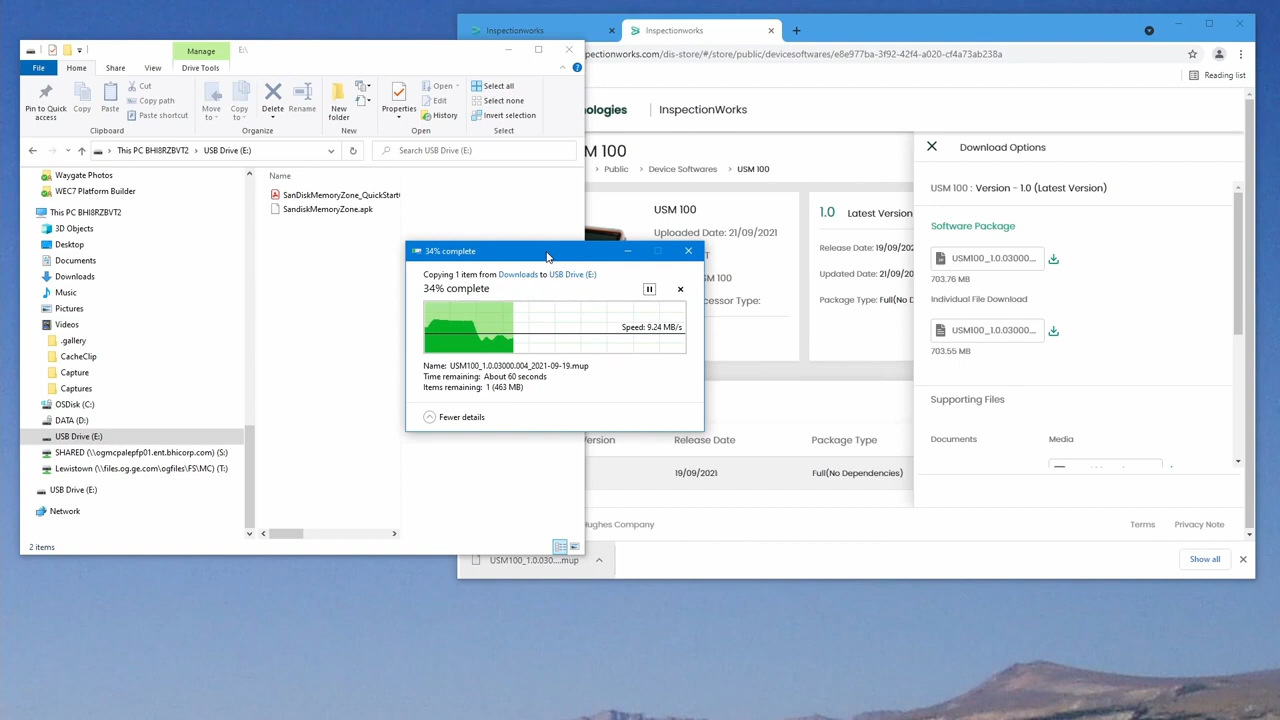 Manage
E:\
File
Home
Share
View
Drive Tools
Pin to Quick access
Copy
Paste
Cut
Copy path
Paste shortcut
Clipboard
Move to
Copy to
Delete
Rename
Organize
New folder
New
Properties
Open
Edit
History
Open
Select all
Select none
Invert selection
Select
This PC BHI8RZBVT2
USB Drive (E:)
Search USB Drive (E:)
Waygate Photos
WEC7 Platform Builder
This PC BHI8RZBVT2
3D Objects
Desktop
Documents
Downloads
Music
Pictures
Videos
.gallery
CacheClip
Capture
Captures
OSDisk (C:)
DATA (D:)
USB Drive (E:)
SHARED (\\ogmcpalepfp01.ent.bhicorp.com) (S:)
Lewistown (\\files.og.ge.com\ogfiles\FS\MC) (T:)
USB Drive (E:)
Network
2 items
Name
SanDiskMemoryZone_QuickStart
SandiskMemoryZone.apk
34% complete
Copying 1 item from Downloads to USB Drive (E:)
34% complete
Speed: 9.24 MB/s
Name: USM100_1.0.03000.004_2021-09-19.mup
Time remaining: About 60 seconds
Items remaining: 1 (463 MB)
Fewer details
Inspectionworks
Inspectionworks
pectionworks.com/dis-store/#/store/public/devicesoftwares/e8e977ba-3f92-42f4-a020-cf4a73ab238a
Reading list
nologies
InspectionWorks
M 100
Public
Device Softwares
USM 100
USM 100
Uploaded Date: 21/09/2021
T
SM 100
cessor Type:
1.0 Latest Version
Release Date: 19/09/202
Updated Date: 21/09/2
Package Type: Full(No D
ersion
Release Date
Package Type
19/09/2021
Full(No Dependencies)
Download Options
USM 100 : Version - 1.0 (Latest Version)
Software Package
USM100_1.0.03000...
703.76 MB
Individual File Download
USM100_1.0.03000...
703.55 MB
Supporting Files
Documents
Media
ughes Company
Terms
Privacy Note
USM100_1.0.030....mup
Show all